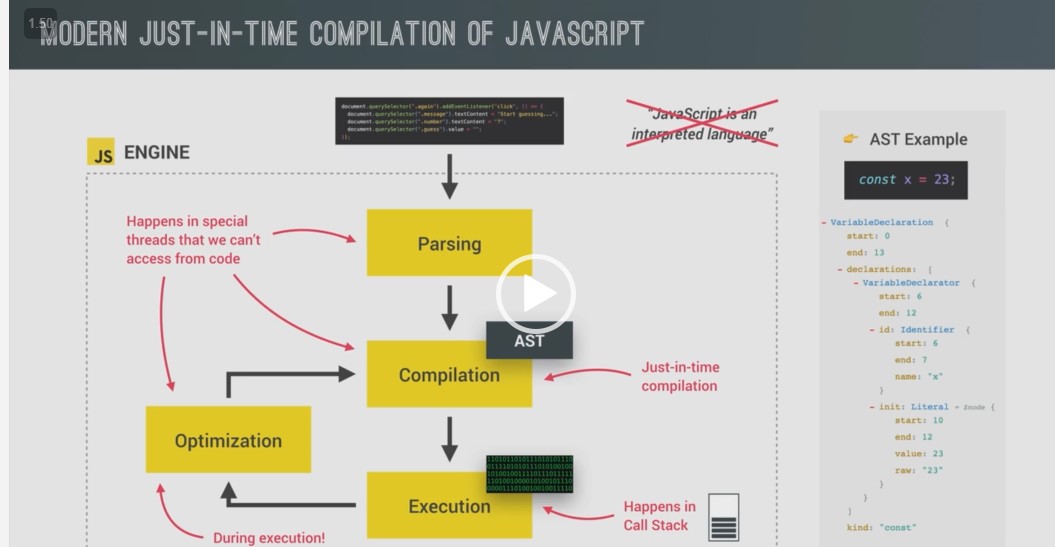 1.50
MODERN JUST-IN-TIME COMPILATION OF JAVASCRIPT
document.querySelector(".again").addEventListener("click", () => {
document.querySelector(".message").textContent = "Start guessing...";
document.querySelector(".number").textContent = "?";
document.querySelector(".guess").value = "";
});
"JavaScript is an
interpreted language"
JS ENGINE
Happens in special
threads that we can't
access from code
Parsing
AST
Compilation
Just-in-time
compilation
Optimization
1101011010111010101110
Execution
Happens in
Call Stack
During execution!
👉 AST Example
const x = 23;
- VariableDeclaration {
start: 0
end: 13
- declarations: [
- VariableDeclarator {
start: 6
end: 12
- id: Identifier {
start: 6
end: 7
name: "x"
}
- init: Literal = $node {
start: 10
end: 12
value: 23
raw: "23"
}
}
]
kind: "const"